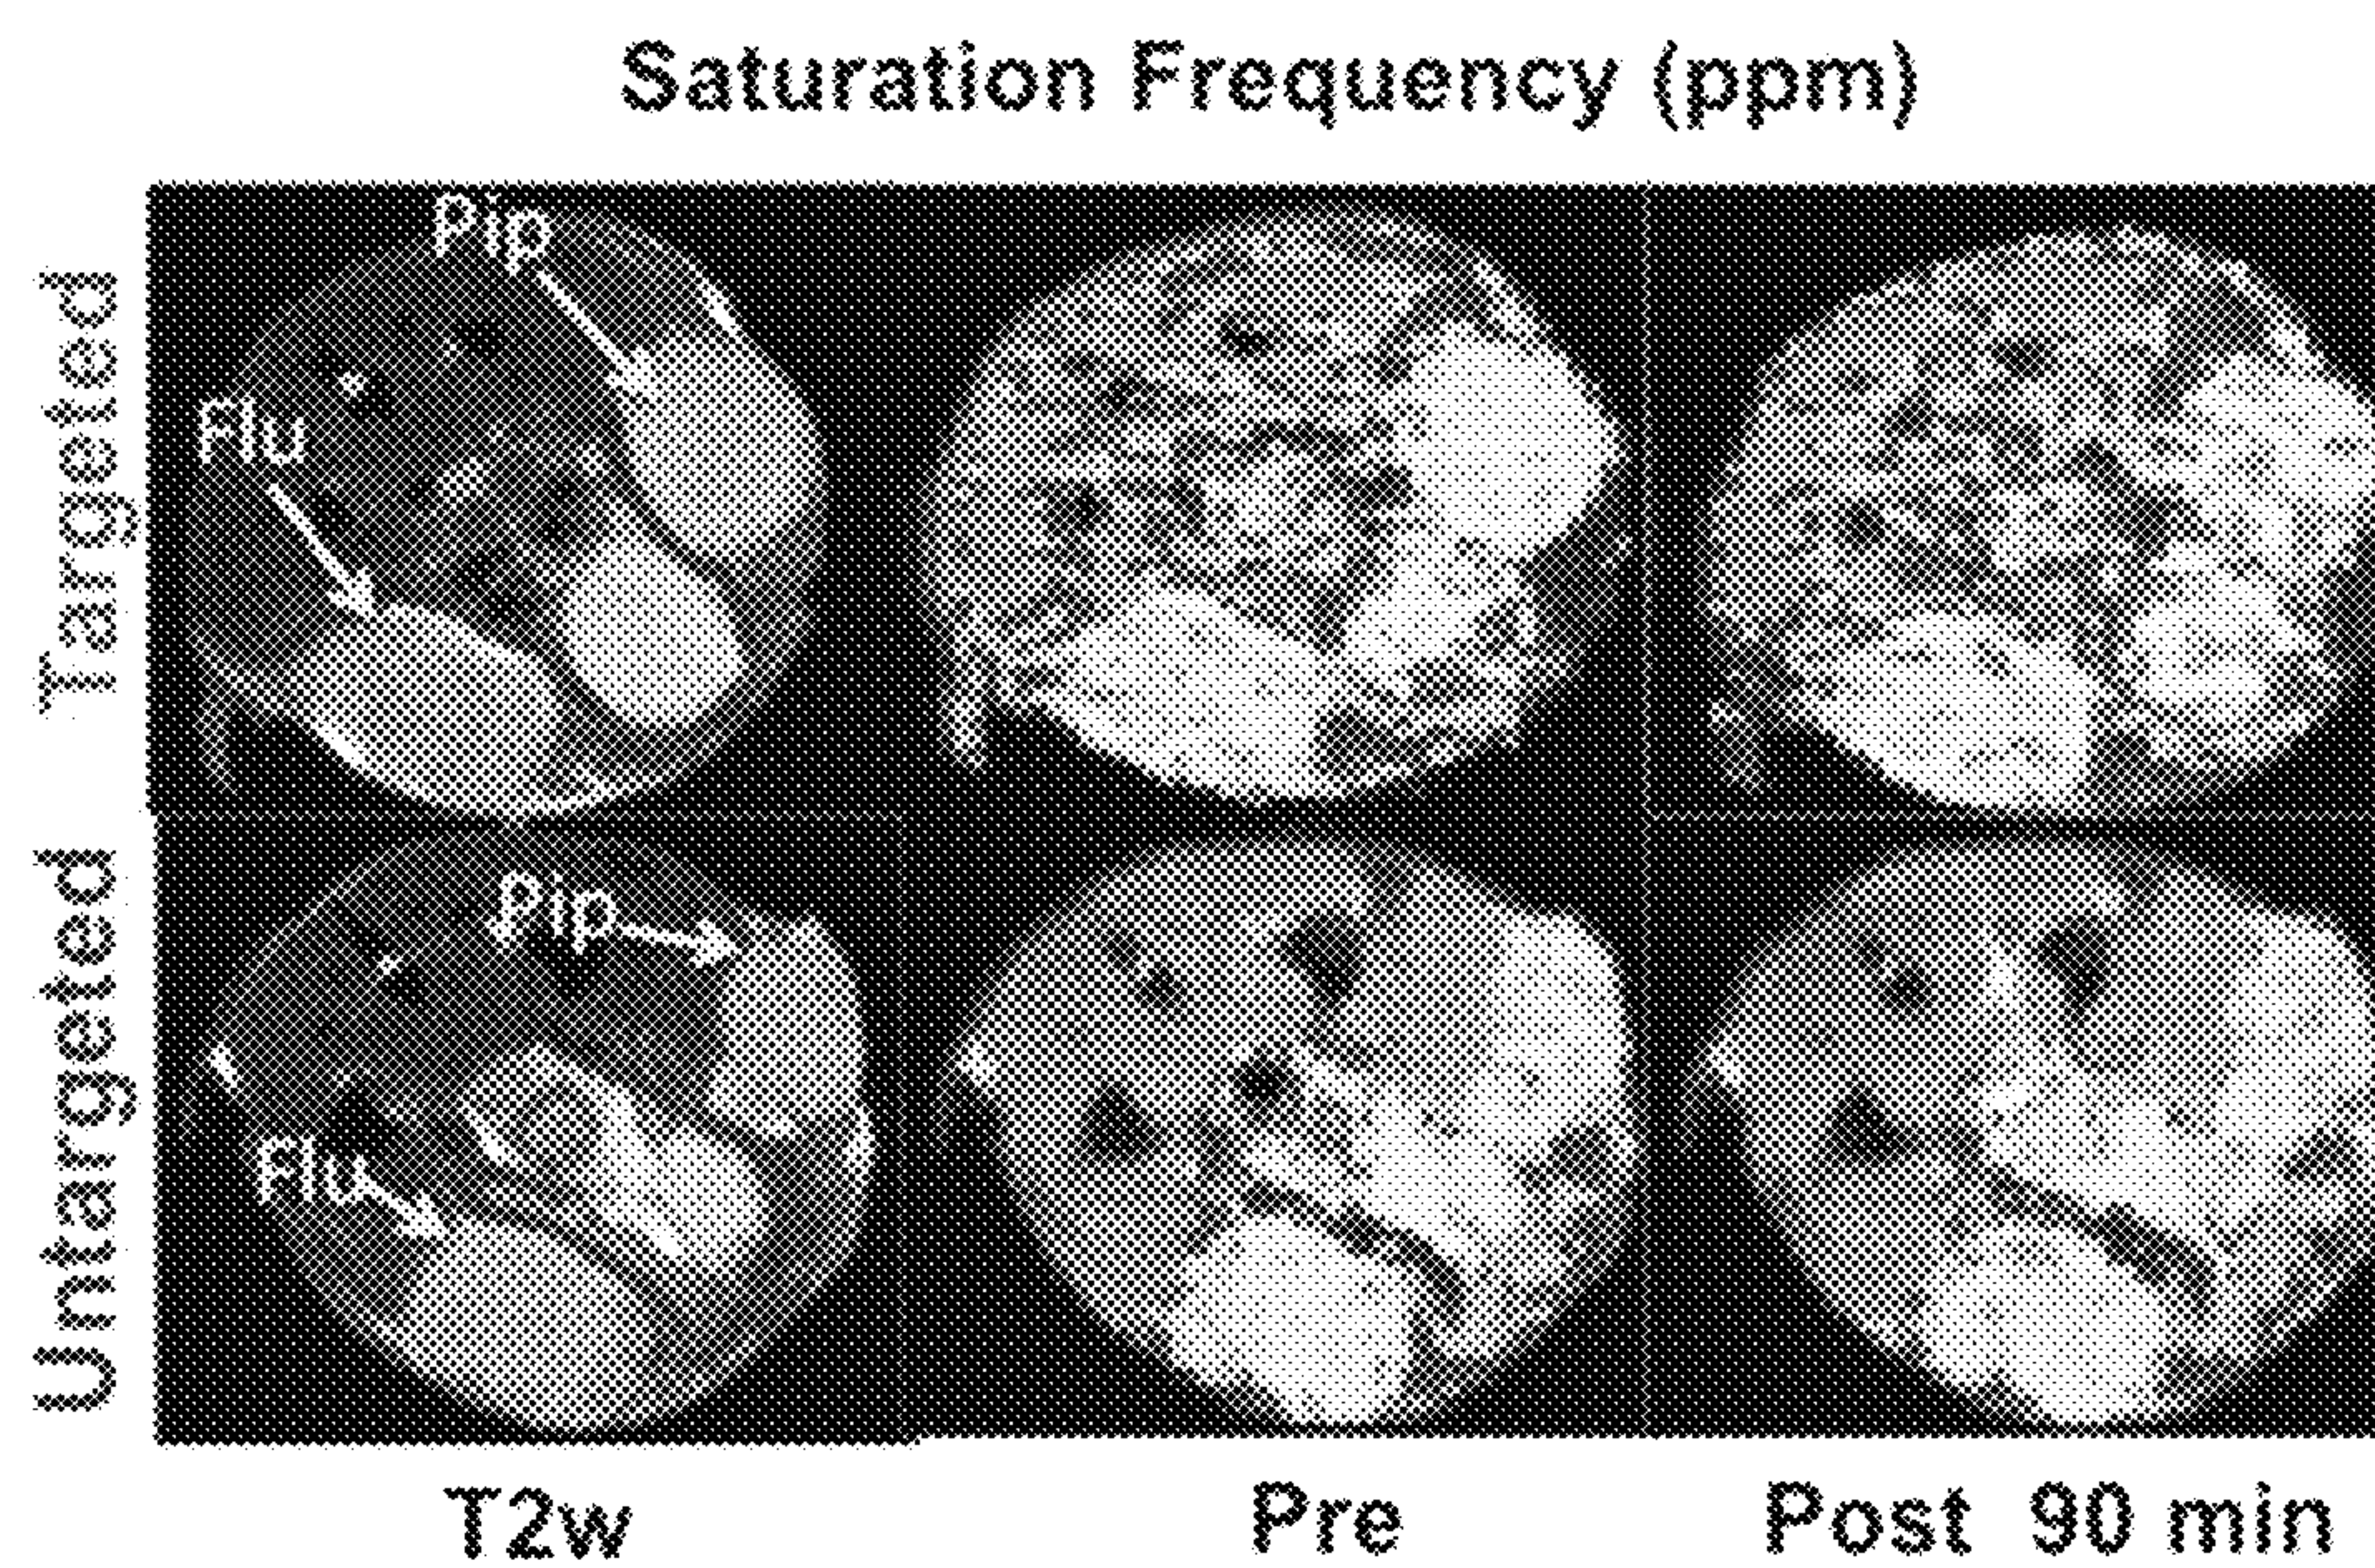 Saturation Frequency (ppm)
Targeted
Pip
Flu
Untargeted
Pip
Flu
T2w
Pre
Post 90 min